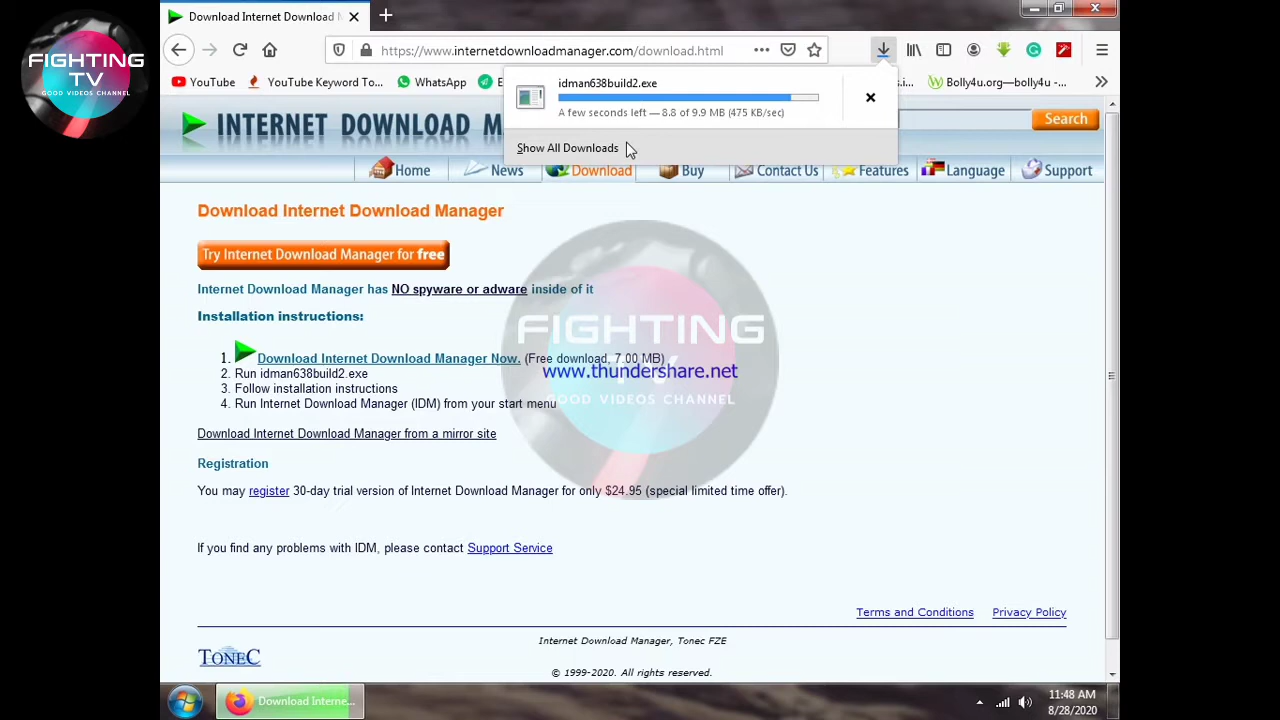 FIGHTING
TV
GOOD VIDEOS CHANNEL
Download Internet Download M
https://www.internetdownloadmanager.com/download.html
YouTube
YouTube Keyword To...
WhatsApp
E
Bolly4u.org—bolly4u -...
idman638build2.exe
A few seconds left — 8.8 of 9.9 MB (475 KB/sec)
Show All Downloads
INTERNET DOWNLOAD M
Search
Home
News
Download
Buy
Contact Us
Features
Language
Support
Download Internet Download Manager
Try Internet Download Manager for free
Internet Download Manager has NO spyware or adware inside of it
Installation instructions:
1. Download Internet Download Manager Now. (Free download, 7.00 MB)
2. Run idman638build2.exe
3. Follow installation instructions
4. Run Internet Download Manager (IDM) from your start menu
Download Internet Download Manager from a mirror site
Registration
You may register 30-day trial version of Internet Download Manager for only $24.95 (special limited time offer).
If you find any problems with IDM, please contact Support Service
FIGHTING
TV
www.thundershare.net
GOOD VIDEOS CHANNEL
Terms and Conditions
Privacy Policy
Internet Download Manager, Tonec FZE
© 1999-2020. All rights reserved.
TONEC
Download Interne...
11:48 AM
8/28/2020